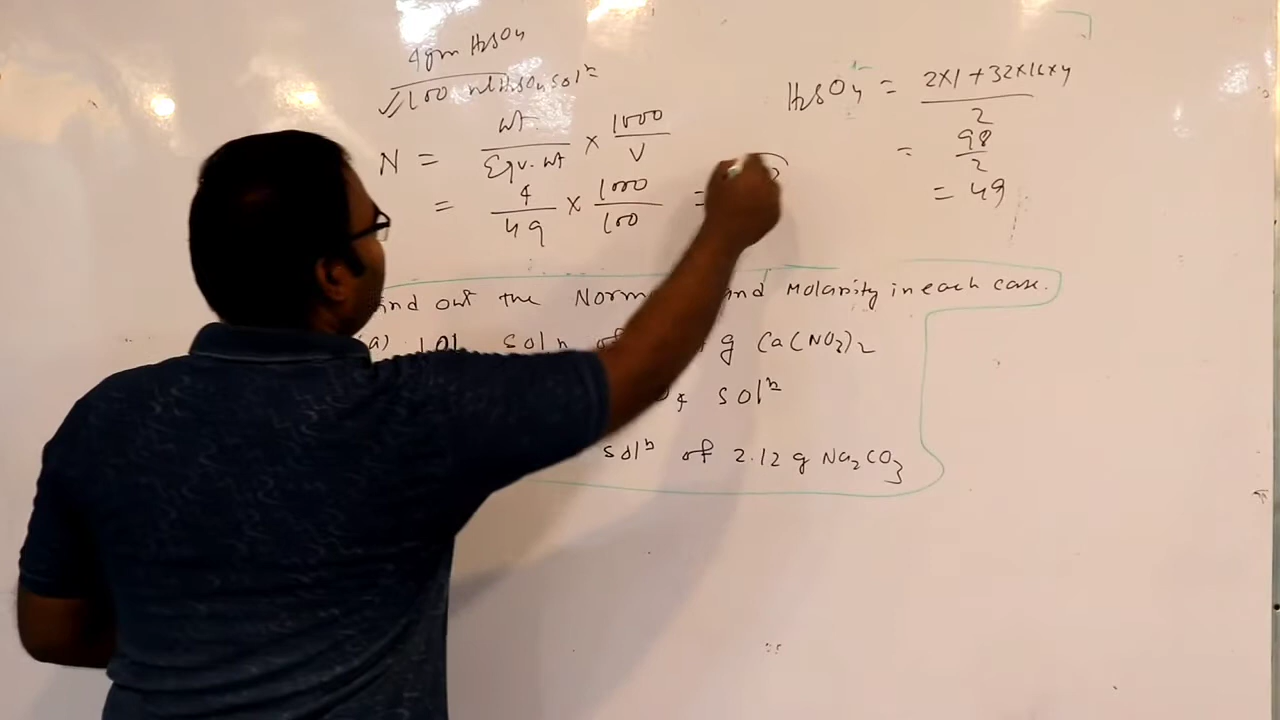 4gm H₂SO₄
100 ml H₂SO₄ solⁿ
N = wt. / Eqv. wt × 1000 / V
= 4 / 49 × 1000 / 100 =
H₂SO₄ = 2×1+32×16×4 / 2
= 98 / 2
= 49
ind out the Norm nd Molarity in each case.
a) 10l soln of g Ca(NO₃)₂
solⁿ
solⁿ of 2.12 g Na₂CO₃